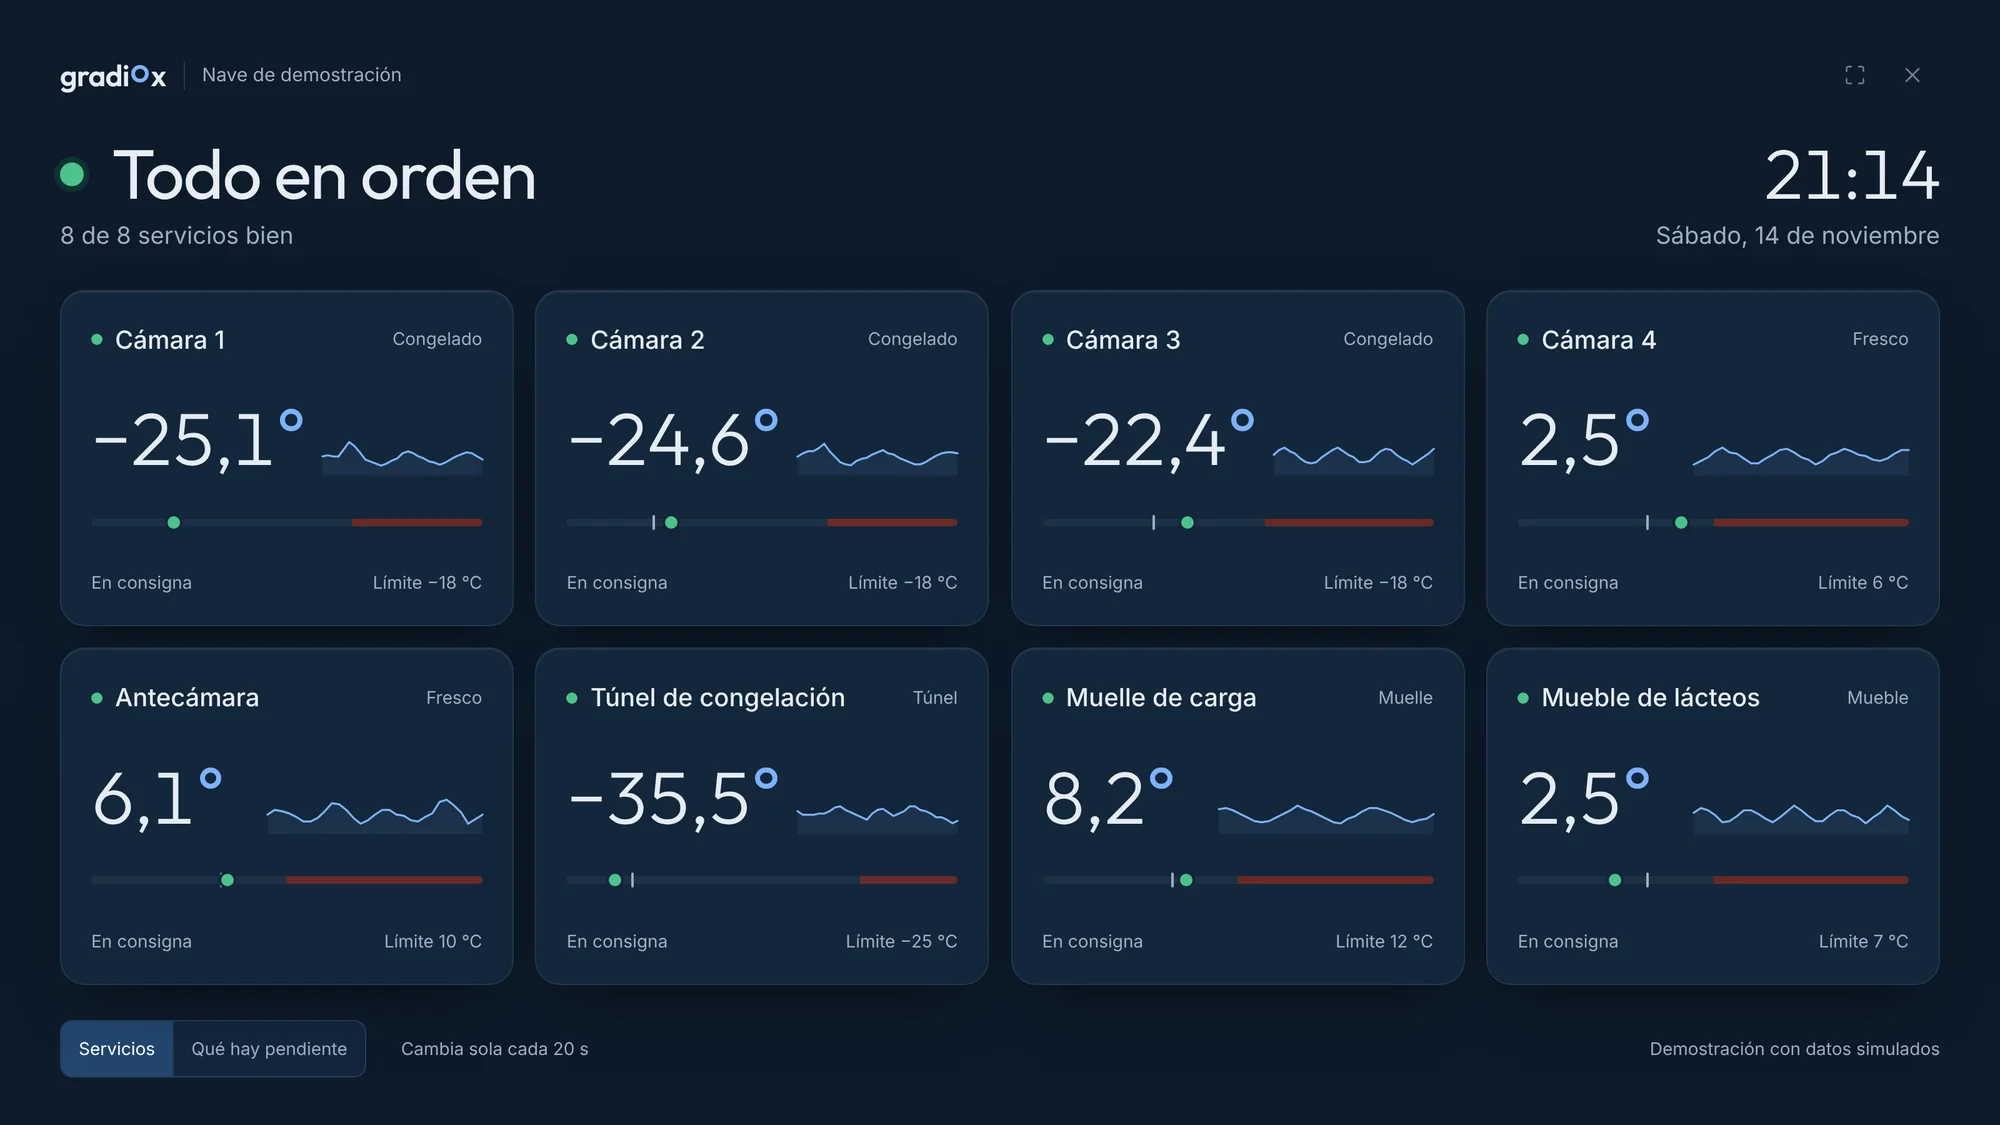 gradiOx
Nave de demostración
Todo en orden
21:14
8 de 8 servicios bien
Sábado, 14 de noviembre
Cámara 1
Congelado
−25,1°
En consigna
Límite −18 °C
Cámara 2
Congelado
−24,6°
En consigna
Límite −18 °C
Cámara 3
Congelado
−22,4°
En consigna
Límite −18 °C
Cámara 4
Fresco
2,5°
En consigna
Límite 6 °C
Antecámara
Fresco
6,1°
En consigna
Límite 10 °C
Túnel de congelación
Túnel
−35,5°
En consigna
Límite −25 °C
Muelle de carga
Muelle
8,2°
En consigna
Límite 12 °C
Mueble de lácteos
Mueble
2,5°
En consigna
Límite 7 °C
Servicios
Qué hay pendiente
Cambia sola cada 20 s
Demostración con datos simulados